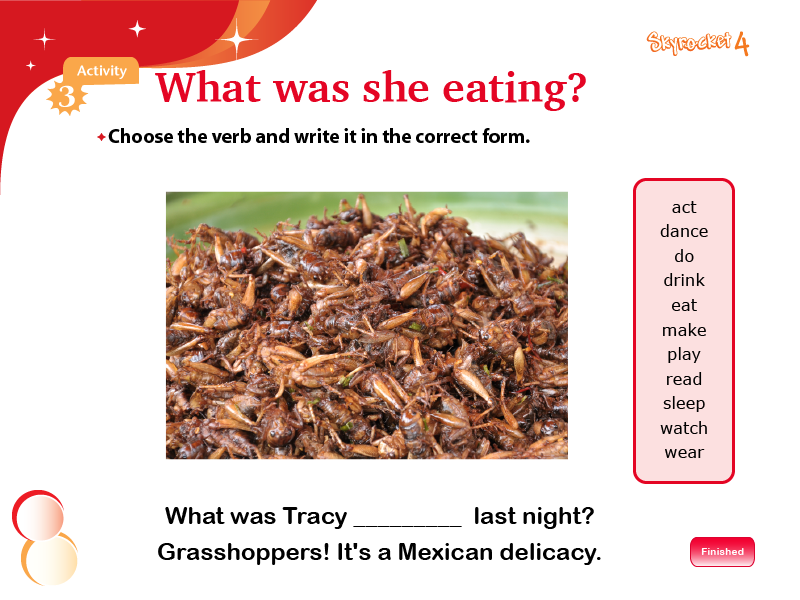 Skyrocket 4
Activity
3
What was she eating?
Choose the verb and write it in the correct form.
act
dance
do
drink
eat
make
play
read
sleep
watch
wear
What was Tracy _________ last night?
Grasshoppers! It's a Mexican delicacy.
Finished